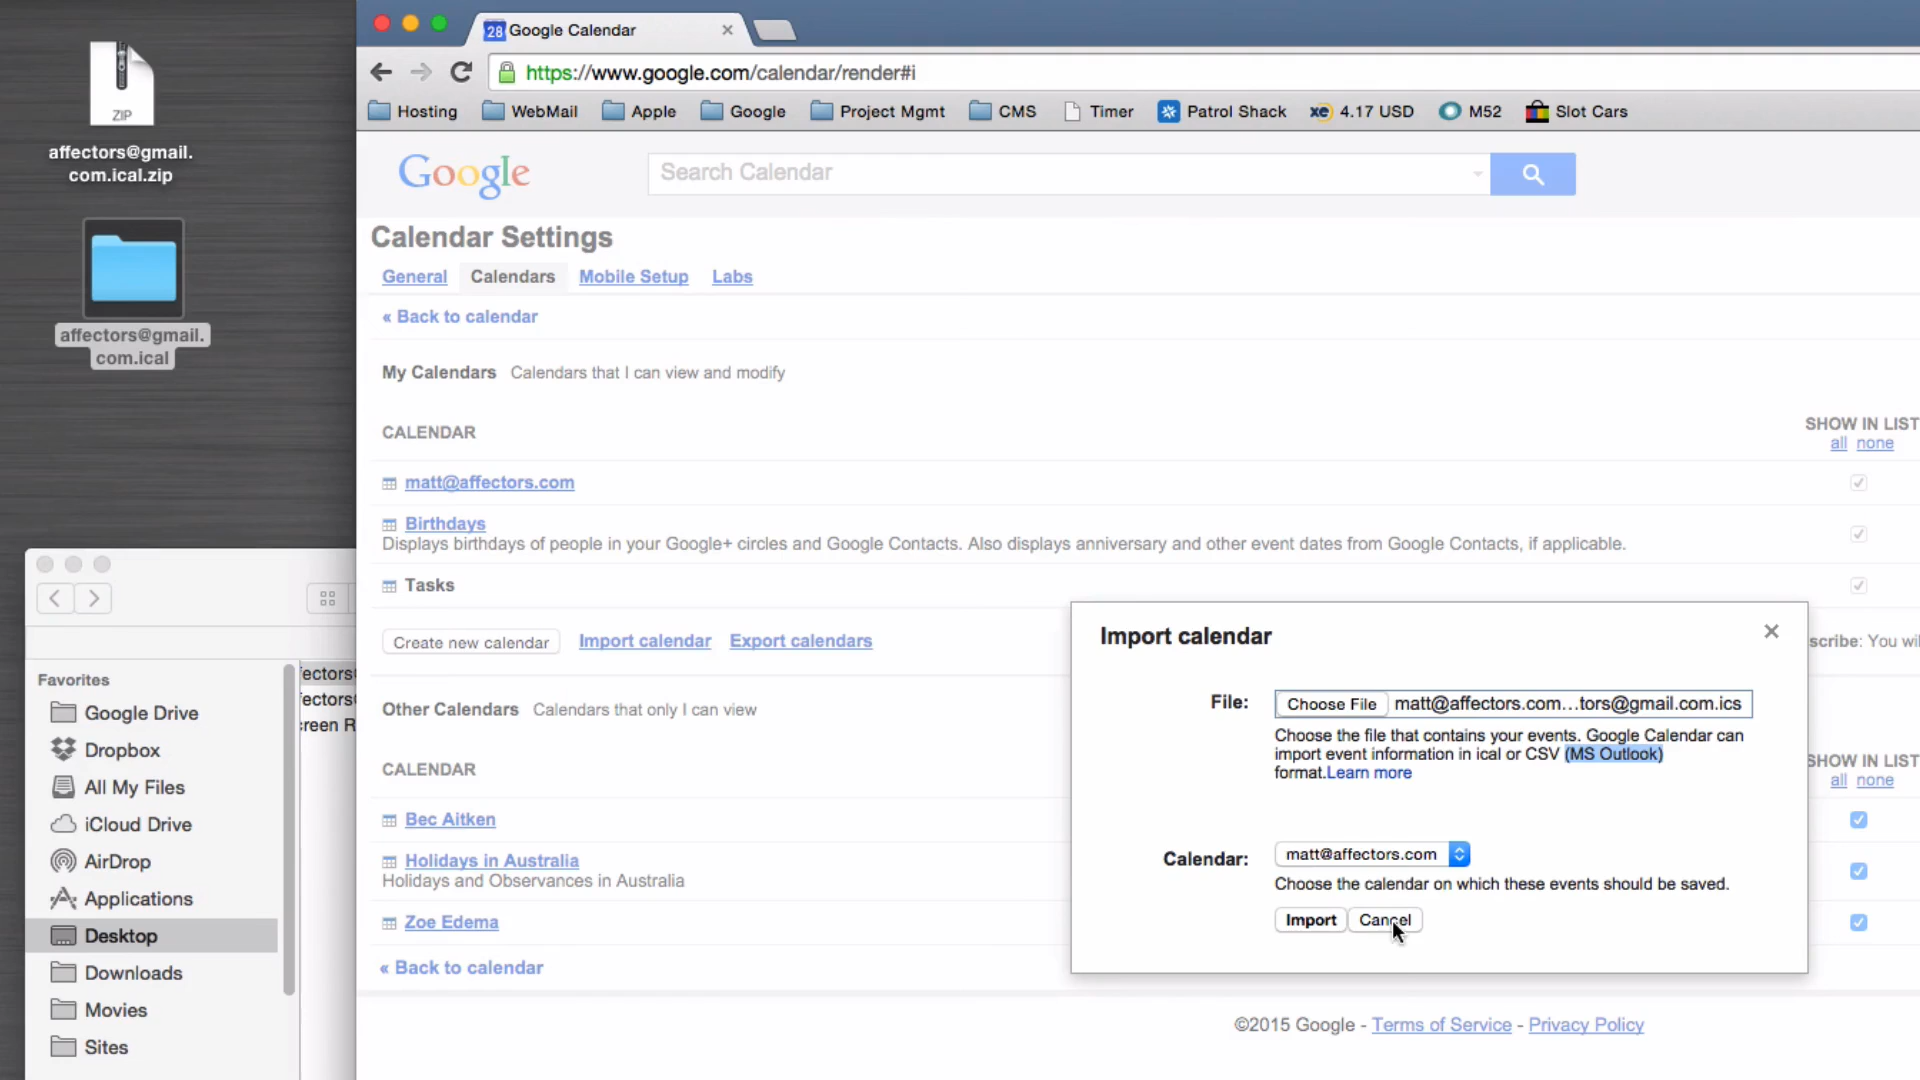 ZIP
affectors@gmail.
com.ical.zip
affectors@gmail.
com.ical
Favorites
Google Drive
Dropbox
All My Files
iCloud Drive
AirDrop
Applications
Desktop
Downloads
Movies
Sites
fectors
fectors
reen R
28 Google Calendar
https://www.google.com/calendar/render#i
Hosting WebMail Apple Google Project Mgmt CMS Timer Patrol Shack xe 4.17 USD M52 Slot Cars
Google Search Calendar
Calendar Settings
General Calendars Mobile Setup Labs
« Back to calendar
My Calendars Calendars that I can view and modify
CALENDAR SHOW IN LIST
all none
matt@affectors.com
Birthdays
Displays birthdays of people in your Google+ circles and Google Contacts. Also displays anniversary and other event dates from Google Contacts, if applicable.
Tasks
Create new calendar Import calendar Export calendars scribe: You wil
Other Calendars Calendars that only I can view
CALENDAR SHOW IN LIST
all none
Bec Aitken
Holidays in Australia
Holidays and Observances in Australia
Zoe Edema
« Back to calendar
Import calendar
File: Choose File matt@affectors.com...tors@gmail.com.ics
Choose the file that contains your events. Google Calendar can
import event information in ical or CSV (MS Outlook)
format.Learn more
Calendar: matt@affectors.com
Choose the calendar on which these events should be saved.
Import Cancel
©2015 Google - Terms of Service - Privacy Policy